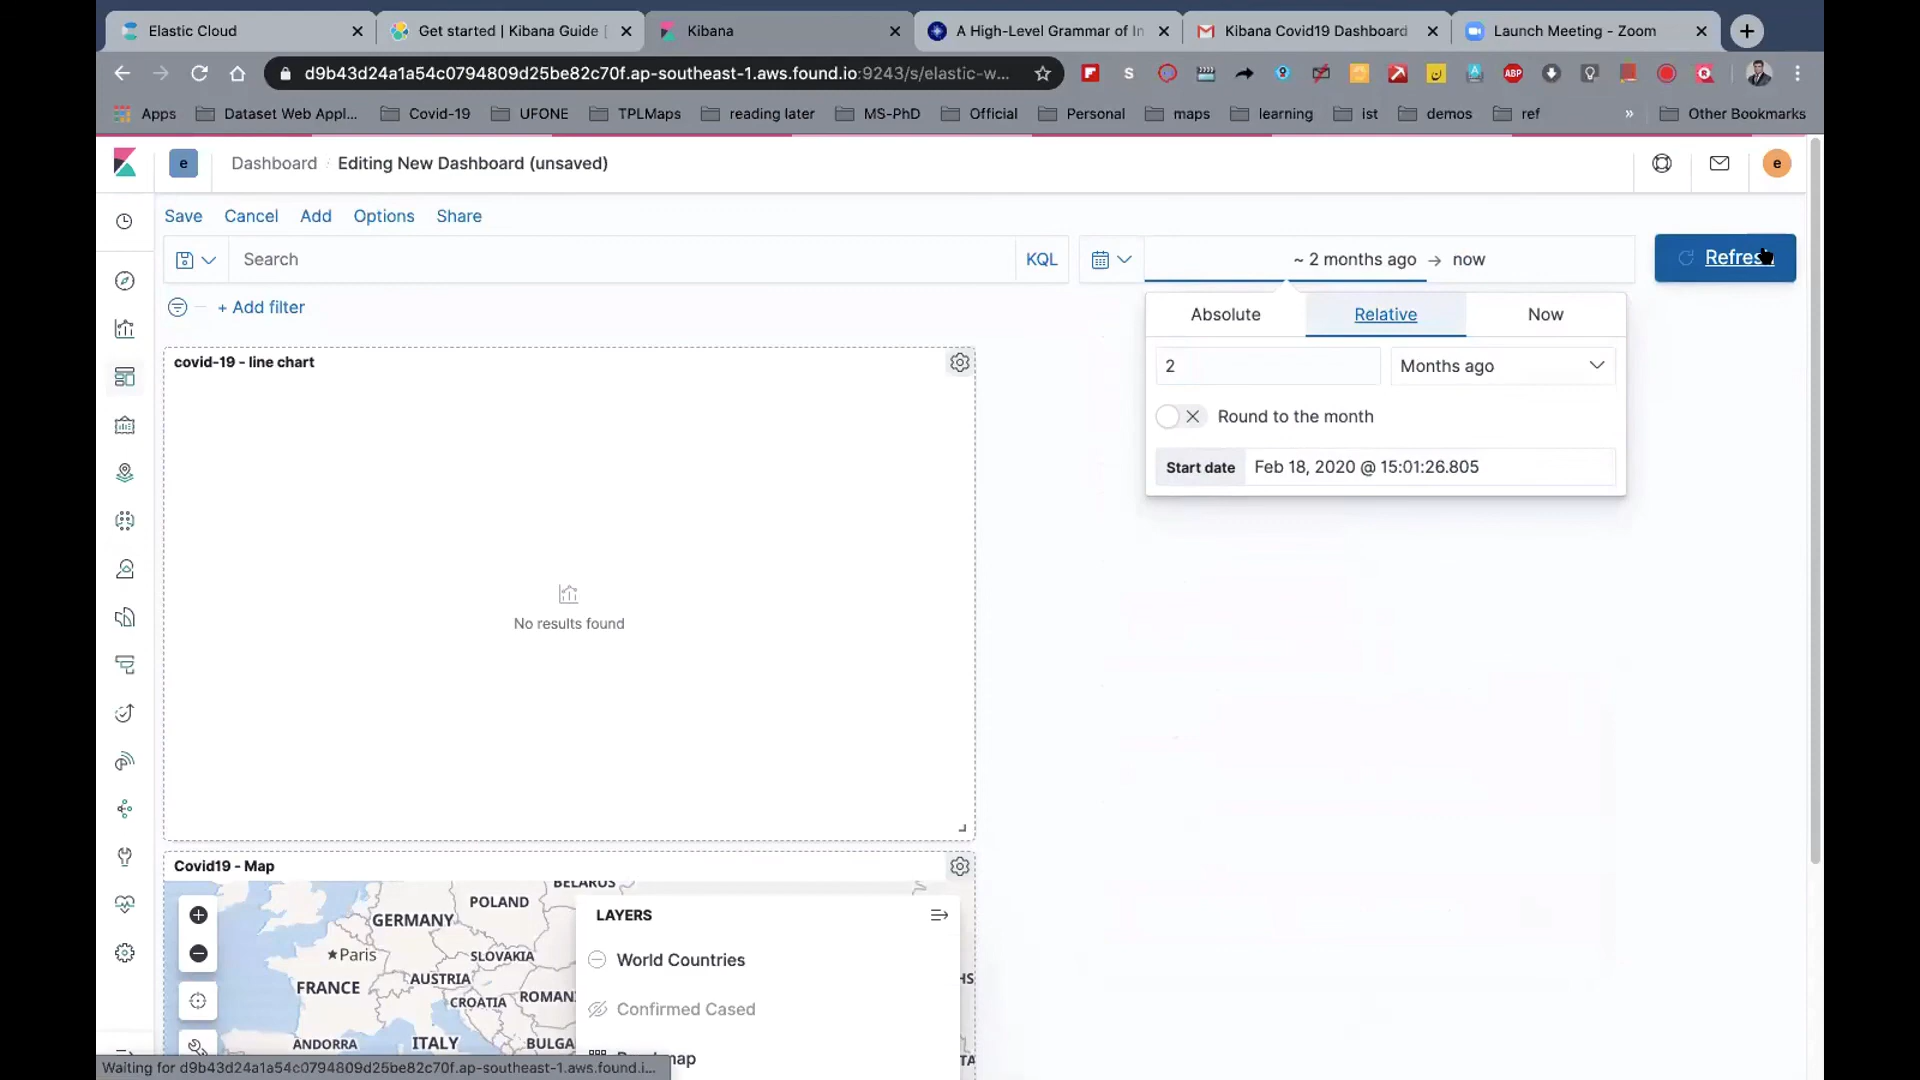 Elastic Cloud
Get started | Kibana Guide [
Kibana
A High-Level Grammar of In
Kibana Covid19 Dashboard
Launch Meeting - Zoom
d9b43d24a1a54c0794809d25be82c70f.ap-southeast-1.aws.found.io:9243/s/elastic-w...
S
ABP
Apps
Dataset Web Appl...
Covid-19
UFONE
TPLMaps
reading later
MS-PhD
Official
Personal
maps
learning
ist
demos
ref
»
Other Bookmarks
e
Dashboard
Editing New Dashboard (unsaved)
e
Save
Cancel
Add
Options
Share
Search
KQL
~ 2 months ago → now
Refresh
+ Add filter
Absolute
Relative
Now
2
Months ago
Round to the month
Start date
Feb 18, 2020 @ 15:01:26.805
covid-19 - line chart
No results found
Covid19 - Map
BELARUS
POLAND
GERMANY
Paris
SLOVAKIA
AUSTRIA
FRANCE
CROATIA
ROMANI
ANDORRA
ITALY
BULGA
LAYERS
World Countries
Confirmed Cased
map
Waiting for d9b43d24a1a54c0794809d25be82c70f.ap-southeast-1.aws.found.i...